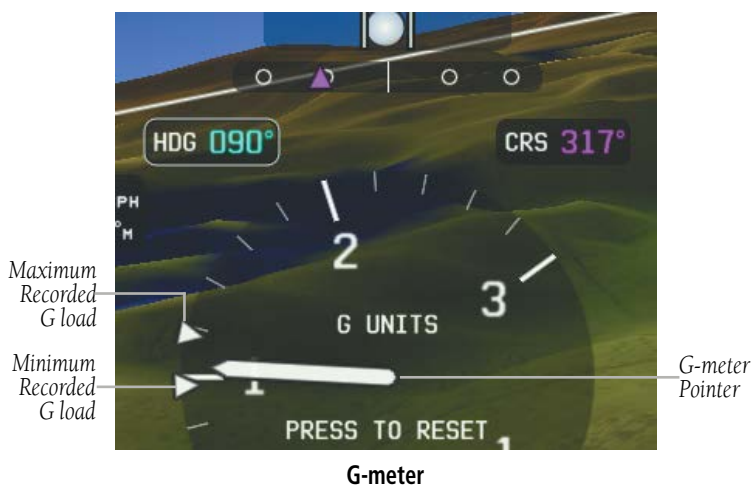 HDG 090°
CRS 317°
PH
°M
2
3
Maximum
Recorded
G load
G UNITS
Minimum
Recorded
G load
1
G-meter
Pointer
PRESS TO RESET
G-meter